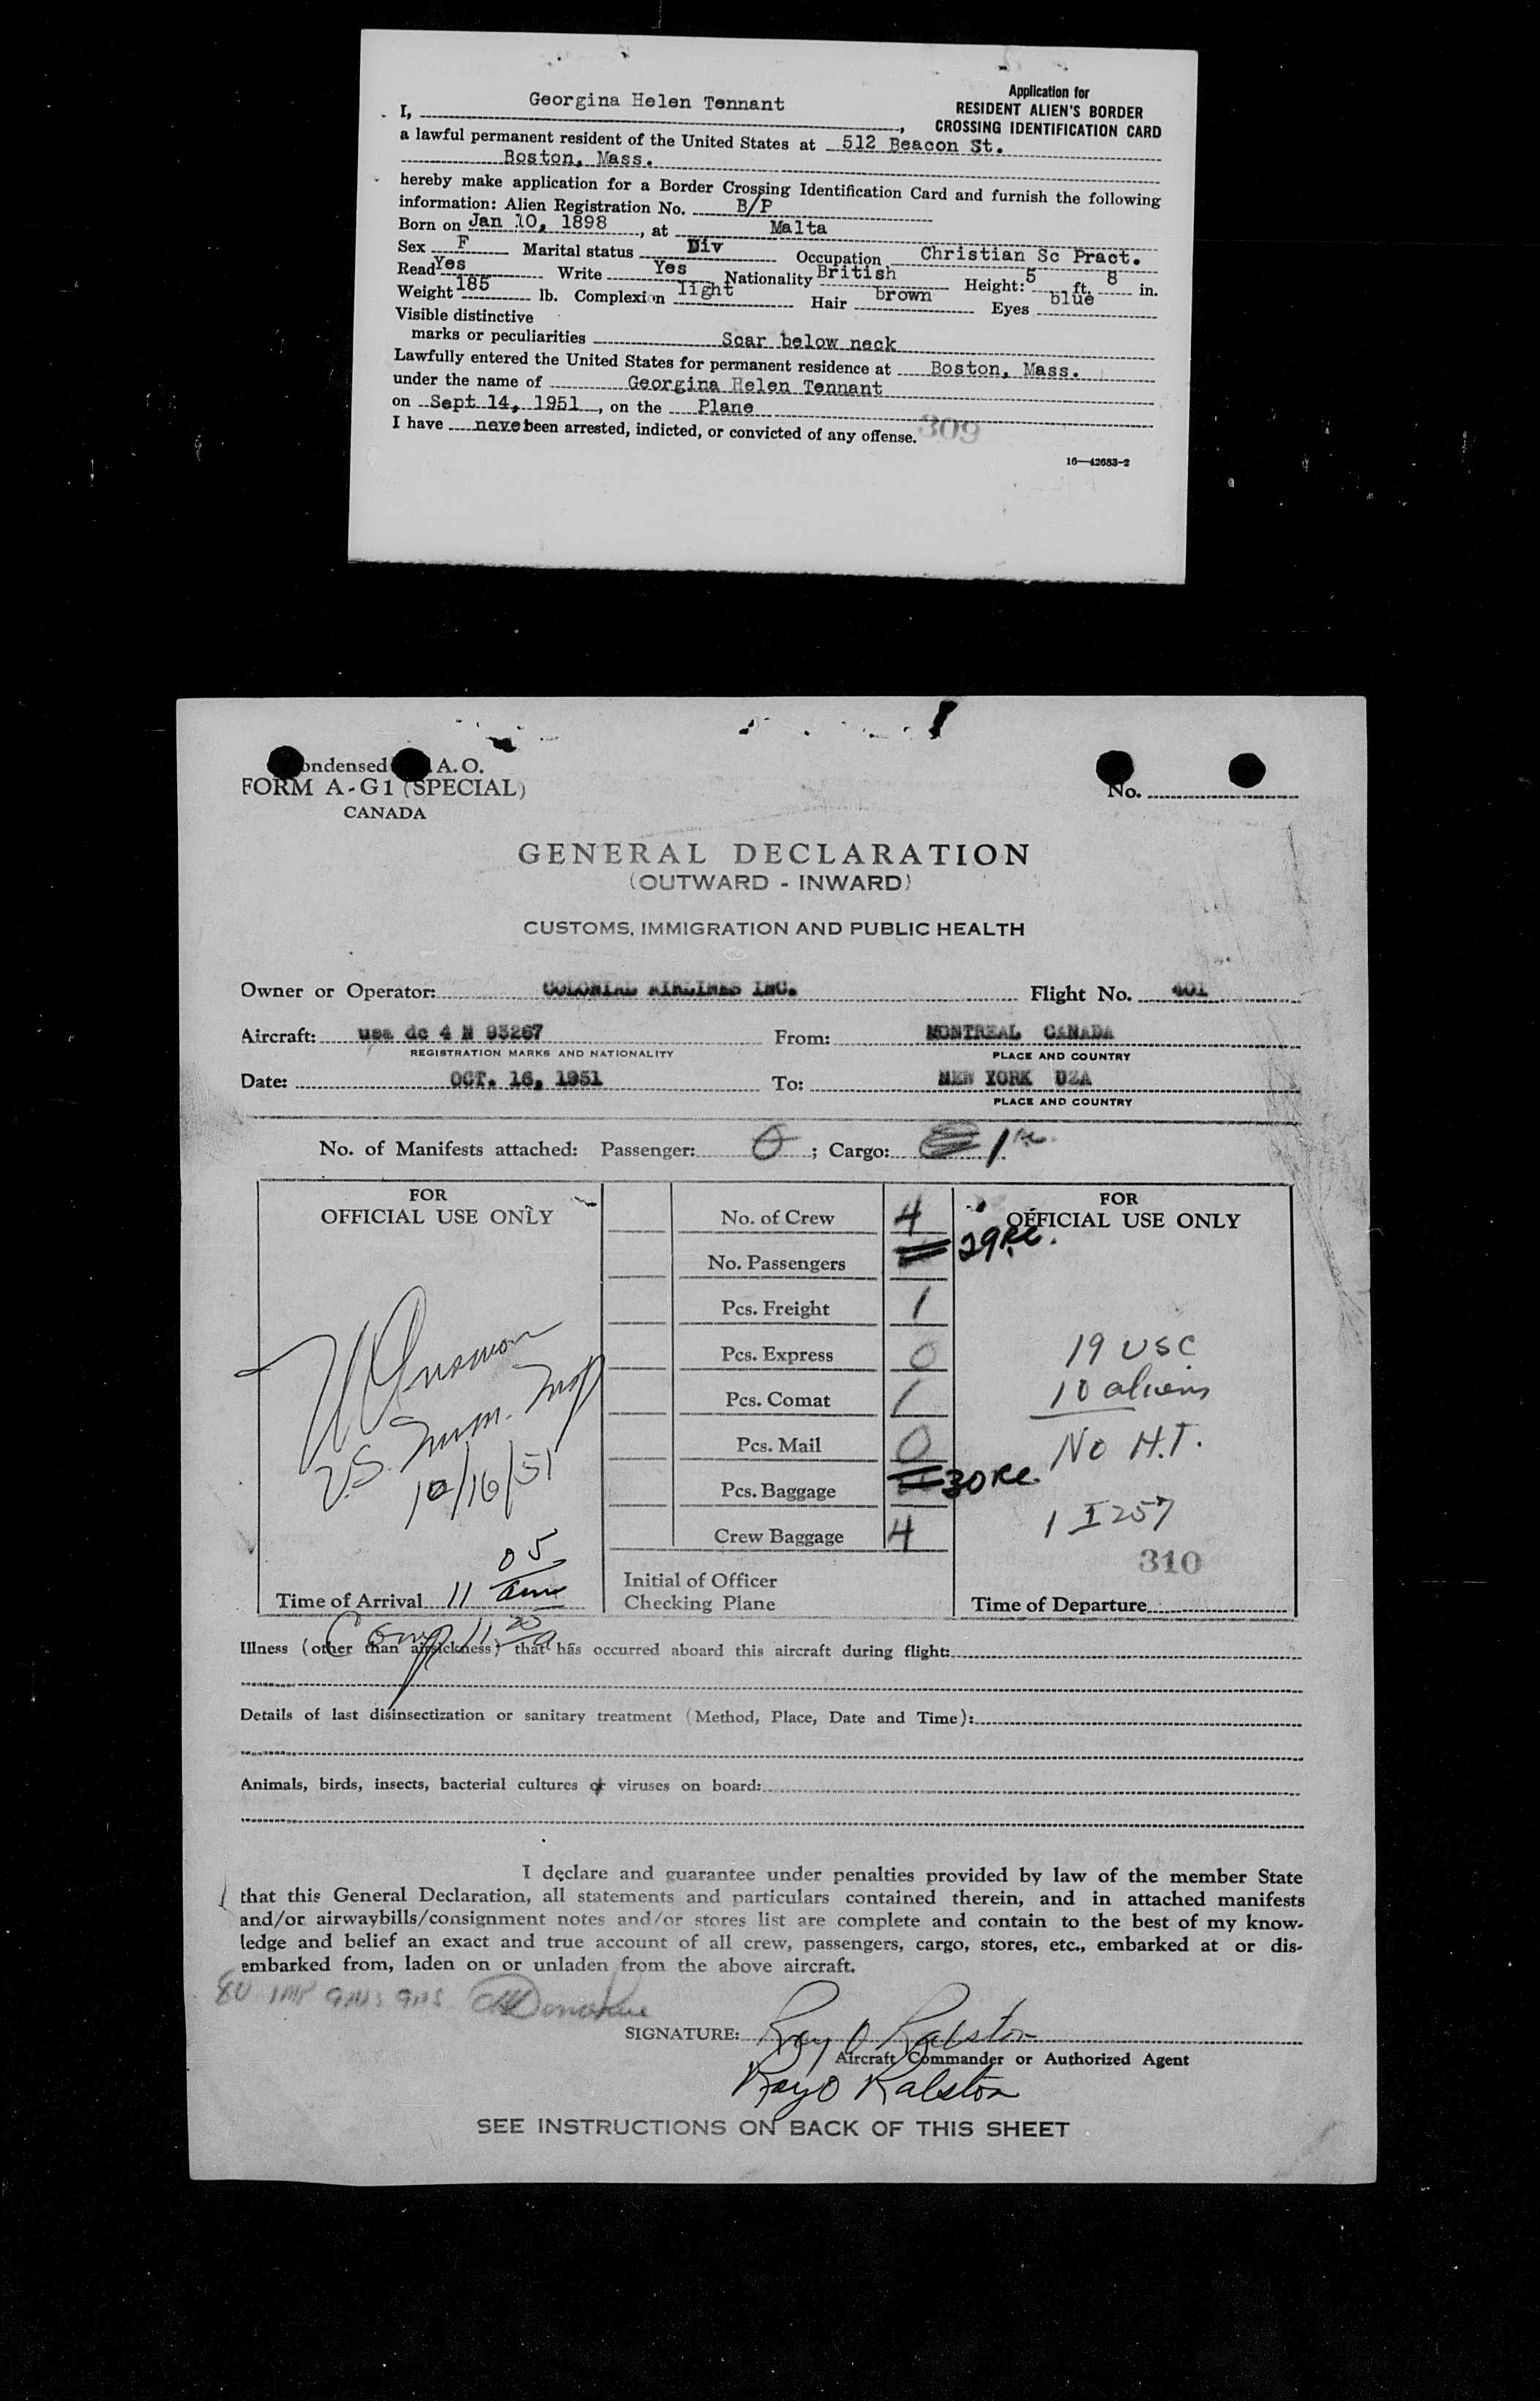 Application for
RESIDENT ALIEN'S BORDER
CROSSING IDENTIFICATION CARD
I, Georgina Helen Tennant,
a lawful permanent resident of the United States at 512 Beacon St.
Boston, Mass.
hereby make application for a Border Crossing Identification Card and furnish the following
information: Alien Registration No. B/P
Born on Jan 10, 1898, at Malta
Sex F Marital status Div Occupation Christian Sc Pract.
Read Yes Write Yes Nationality British Height: 5 ft. 8 in.
Weight 185 lb. Complexion light Hair brown Eyes blue
Visible distinctive
marks or peculiarities Scar below neck
Lawfully entered the United States for permanent residence at Boston, Mass.
under the name of Georgina Helen Tennant
on Sept 14, 1951, on the Plane
I have neve been arrested, indicted, or convicted of any offense. 309
16—42683-2
ondensed A.O.
FORM A-G1 (SPECIAL)
CANADA
No.
GENERAL DECLARATION
(OUTWARD - INWARD)
CUSTOMS, IMMIGRATION AND PUBLIC HEALTH
Owner or Operator: COLONIAL AIRLINES INC. Flight No. 401
Aircraft: usa dc 4 N 93267 From: MONTREAL CANADA
REGISTRATION MARKS AND NATIONALITY PLACE AND COUNTRY
Date: OCT. 16, 1951 To: NEW YORK USA
PLACE AND COUNTRY
No. of Manifests attached: Passenger: 0; Cargo: 1
FOR
OFFICIAL USE ONLY
U.S. Imm. Insp
10/16/51
Time of Arrival 11 05 am
Comp 11 20 a
No. of Crew 4
No. Passengers 29 RC.
Pcs. Freight 1
Pcs. Express 0
Pcs. Comat 1
Pcs. Mail 0
Pcs. Baggage 30 RC.
Crew Baggage 4
Initial of Officer
Checking Plane
FOR
OFFICIAL USE ONLY
19 USC
10 aliens
No H.T.
1 I 257
310
Time of Departure
Illness (other than airsickness) that has occurred aboard this aircraft during flight:
Details of last disinsectization or sanitary treatment (Method, Place, Date and Time):
Animals, birds, insects, bacterial cultures or viruses on board:
I declare and guarantee under penalties provided by law of the member State
that this General Declaration, all statements and particulars contained therein, and in attached manifests
and/or airwaybills/consignment notes and/or stores list are complete and contain to the best of my know-
ledge and belief an exact and true account of all crew, passengers, cargo, stores, etc., embarked at or dis-
embarked from, laden on or unladen from the above aircraft.
SIGNATURE: Ray O Ralston
Aircraft Commander or Authorized Agent
Ray O Ralston
SEE INSTRUCTIONS ON BACK OF THIS SHEET